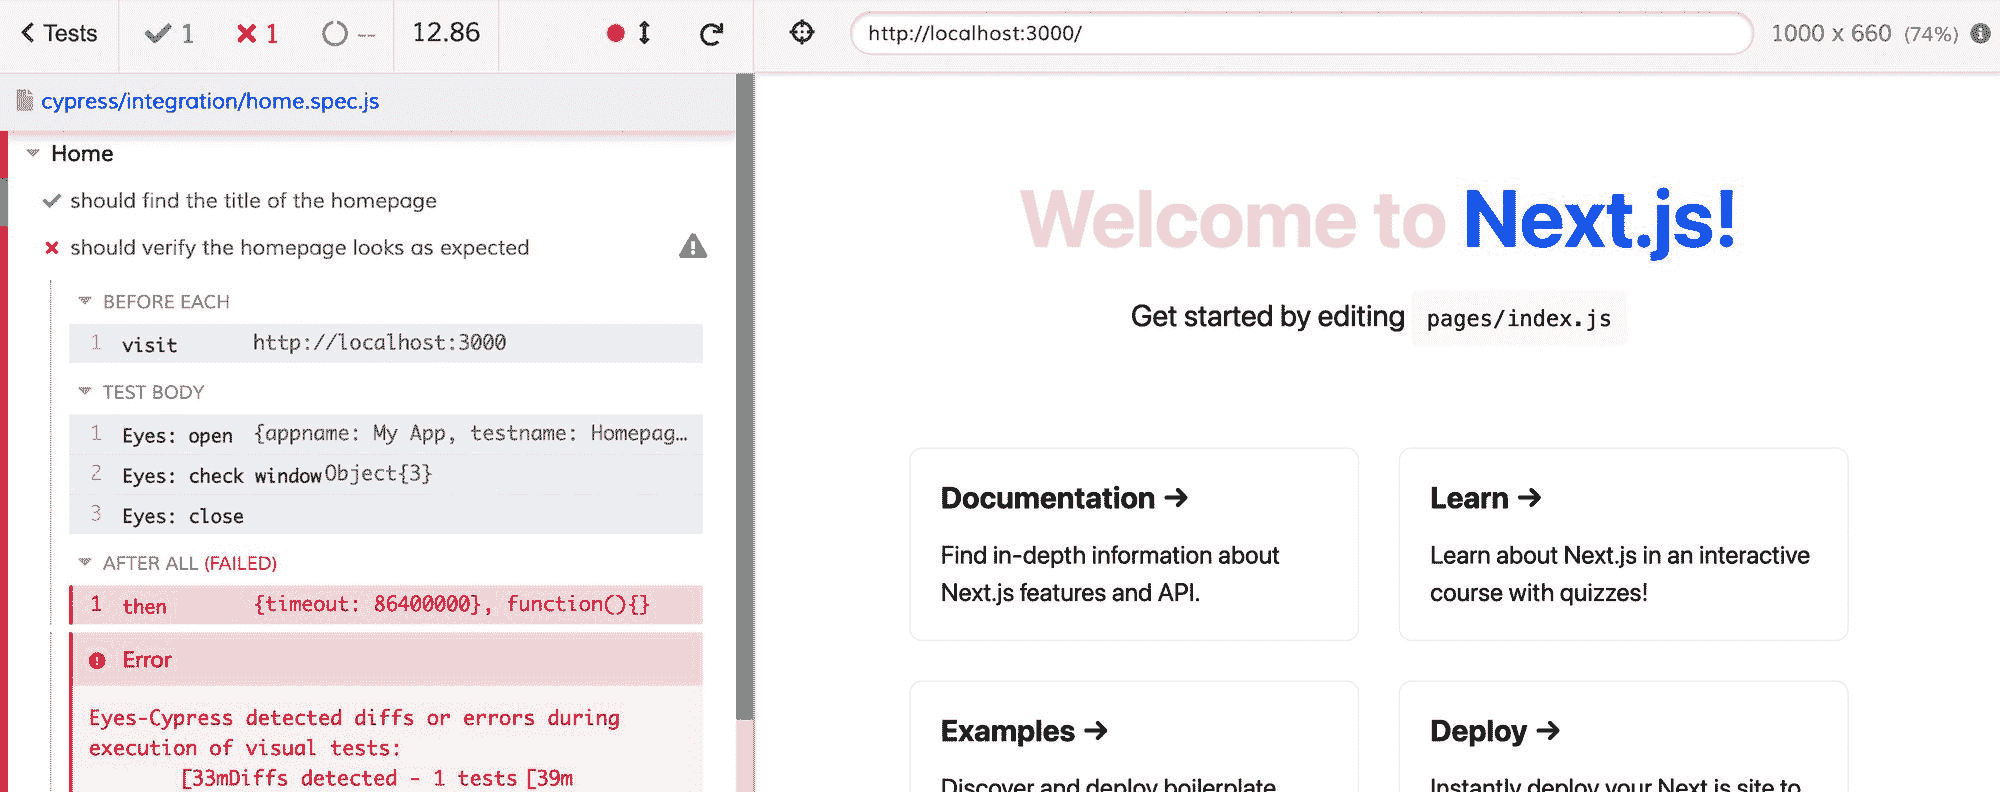 Tests 1 1 -- 12.86
http://localhost:3000/ 1000 x 660 (74%)
cypress/integration/home.spec.js
Home
should find the title of the homepage
should verify the homepage looks as expected
BEFORE EACH
1 visit http://localhost:3000
TEST BODY
1 Eyes: open {appname: My App, testname: Homepag…
2 Eyes: check window Object{3}
3 Eyes: close
AFTER ALL (FAILED)
1 then {timeout: 86400000}, function(){}
Error
Eyes-Cypress detected diffs or errors during
execution of visual tests:
[33mDiffs detected - 1 tests[39m
Welcome to Next.js!
Get started by editing pages/index.js
Documentation →
Find in-depth information about
Next.js features and API.
Learn →
Learn about Next.js in an interactive
course with quizzes!
Examples →
Discover and deploy boilerplate
Deploy →
Instantly deploy your Next.js site to